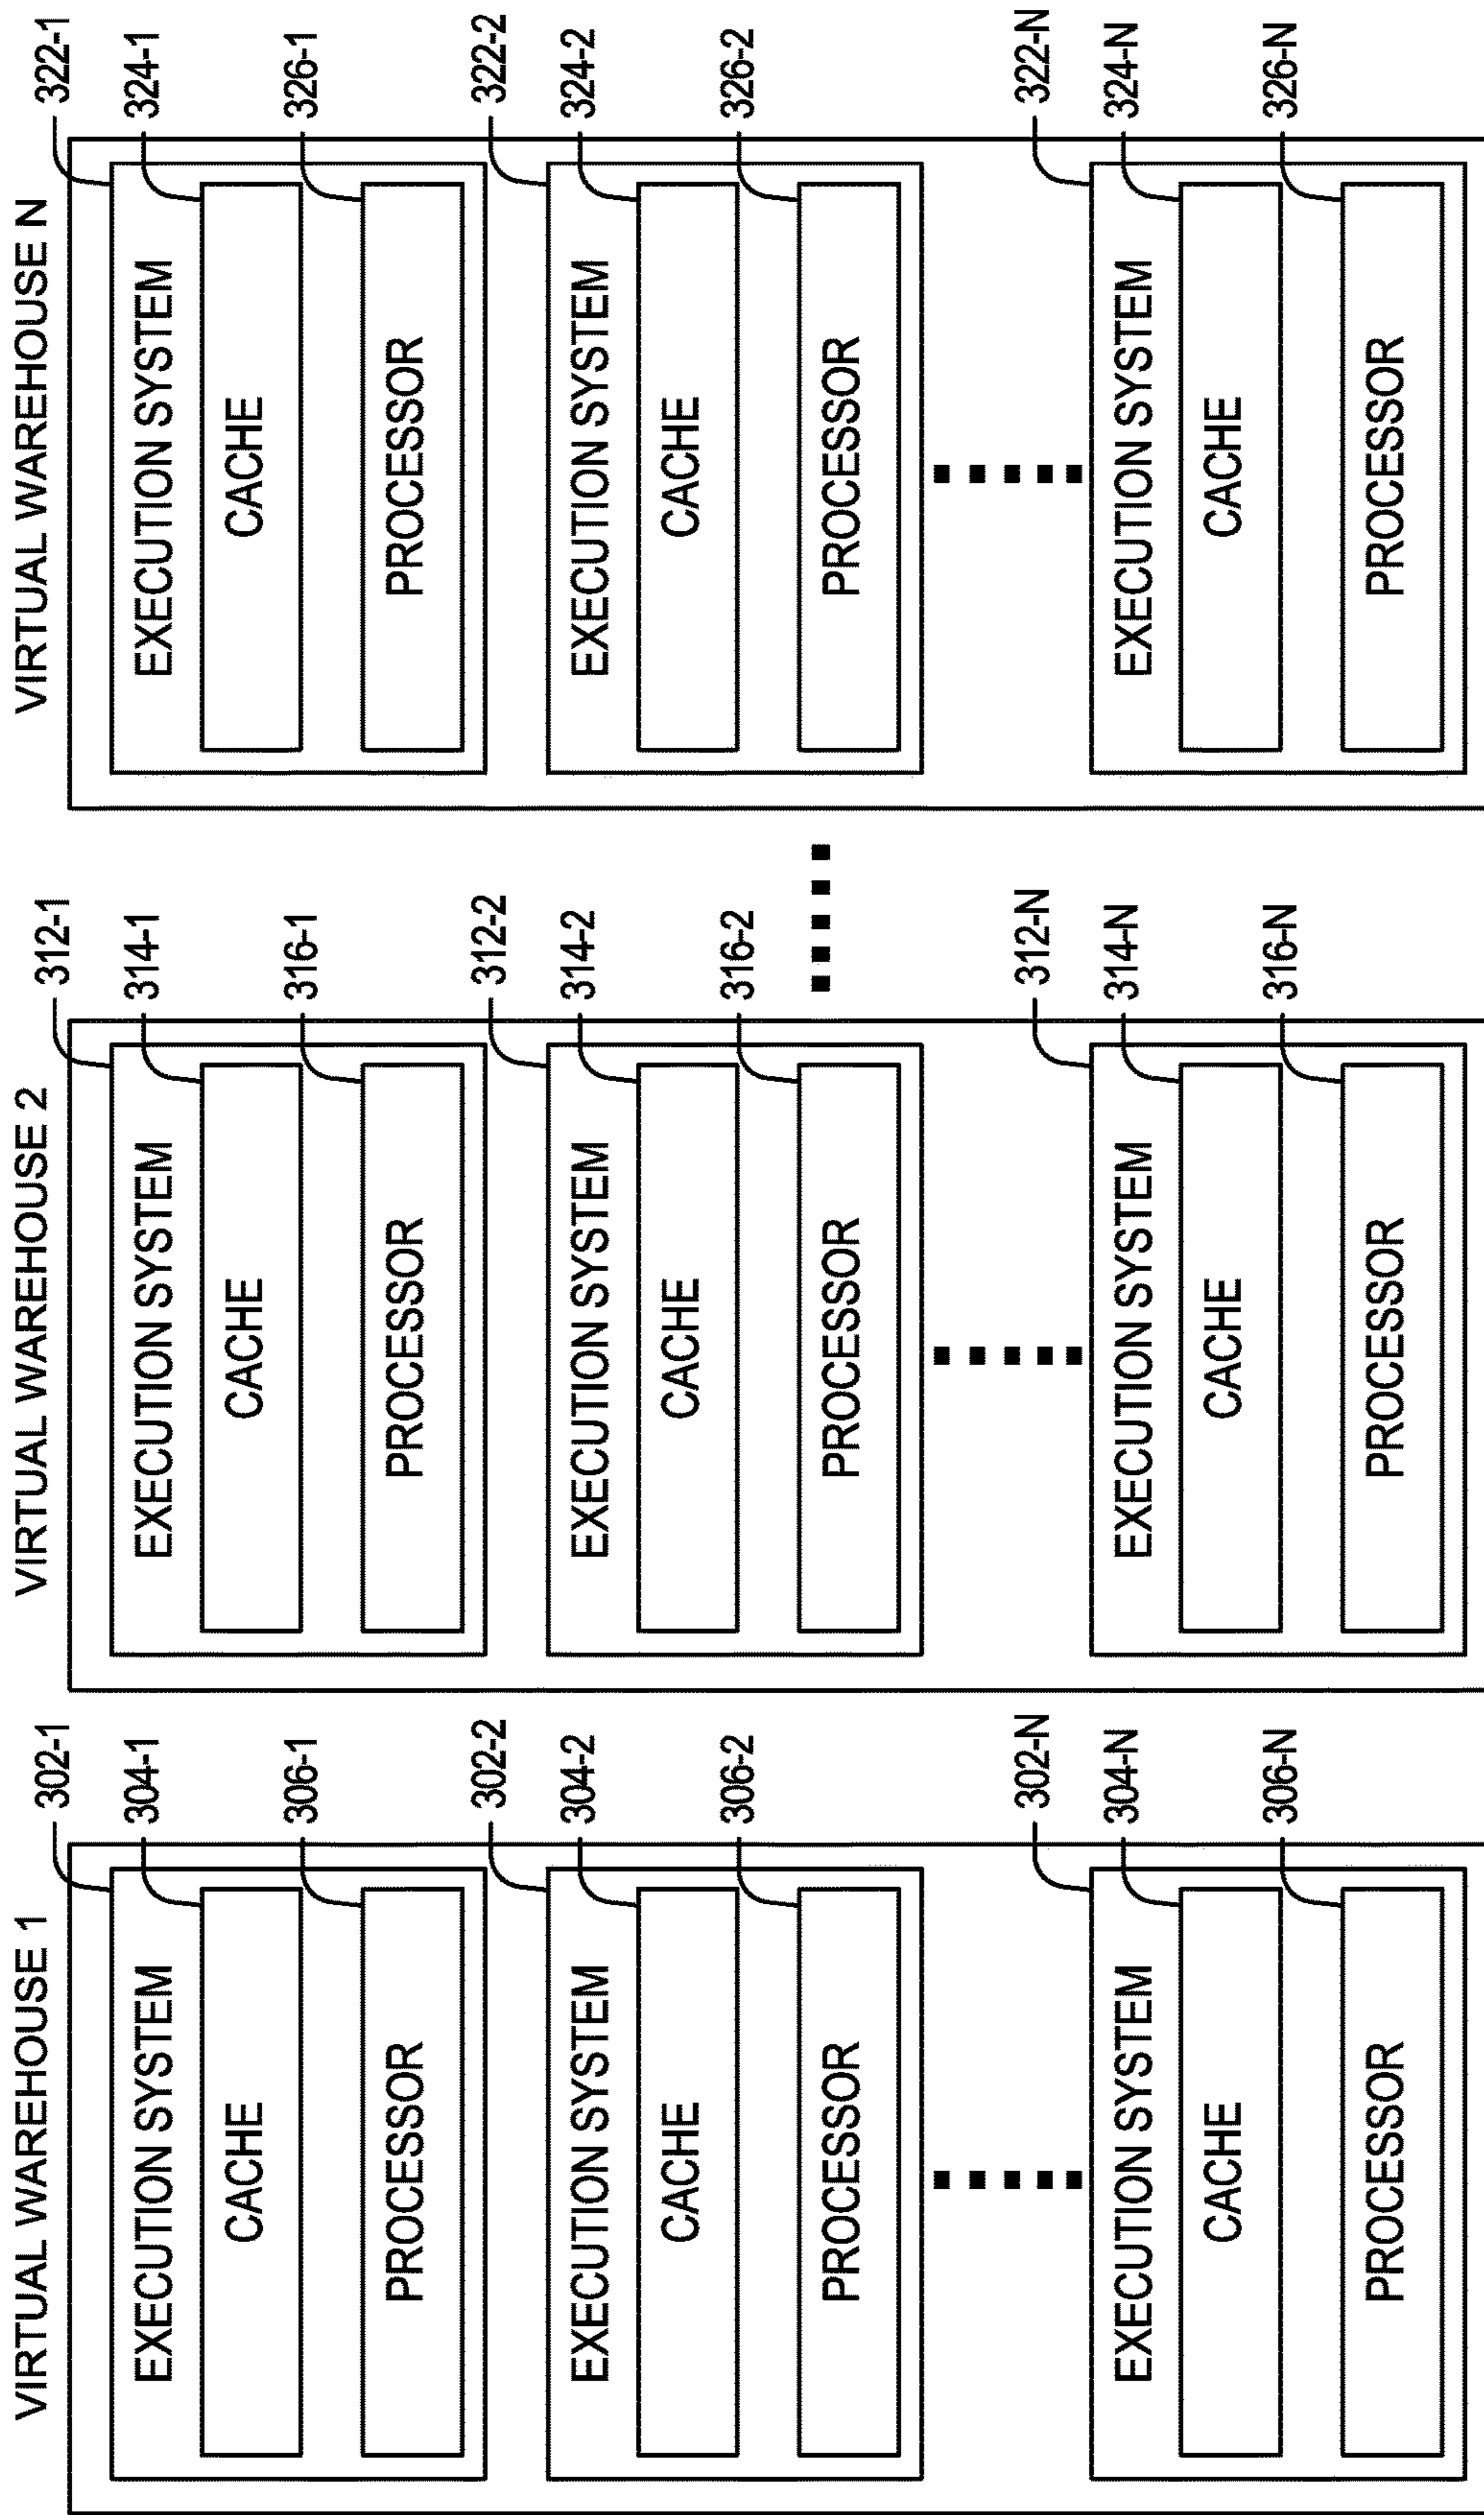 VIRTUAL WAREHOUSE 1
302-1
EXECUTION SYSTEM
304-1
CACHE
306-1
PROCESSOR
302-2
EXECUTION SYSTEM
304-2
CACHE
306-2
PROCESSOR
302-N
EXECUTION SYSTEM
304-N
CACHE
306-N
PROCESSOR
VIRTUAL WAREHOUSE 2
312-1
EXECUTION SYSTEM
314-1
CACHE
316-1
PROCESSOR
312-2
EXECUTION SYSTEM
314-2
CACHE
316-2
PROCESSOR
312-N
EXECUTION SYSTEM
314-N
CACHE
316-N
PROCESSOR
VIRTUAL WAREHOUSE N
322-1
EXECUTION SYSTEM
324-1
CACHE
326-1
PROCESSOR
322-2
EXECUTION SYSTEM
324-2
CACHE
326-2
PROCESSOR
322-N
EXECUTION SYSTEM
324-N
CACHE
326-N
PROCESSOR